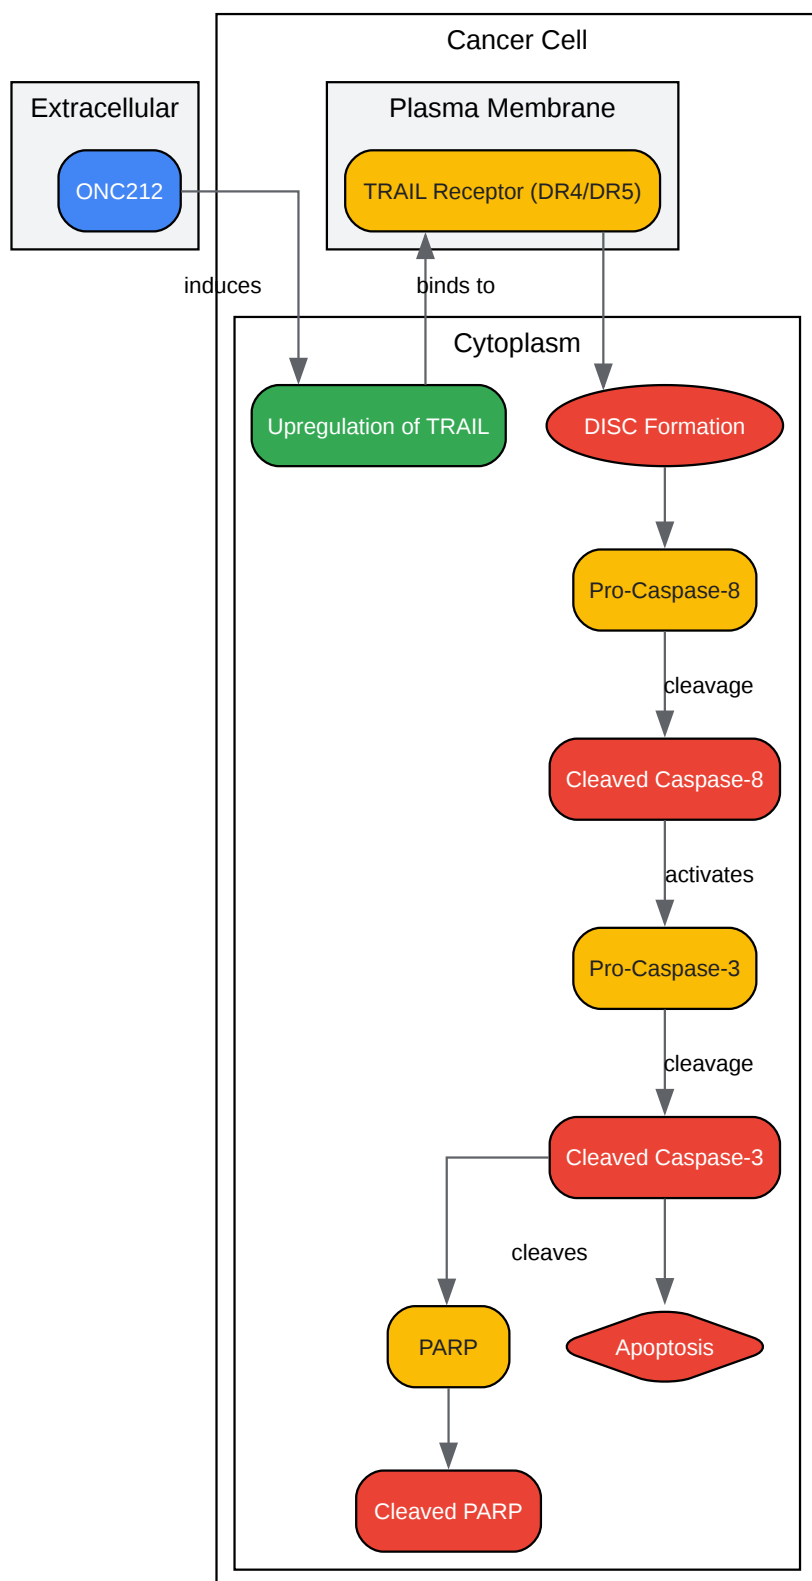 Cancer Cell
Extracellular
Plasma Membrane
ONC212
TRAIL Receptor (DR4/DR5)
induces
binds to
Cytoplasm
Upregulation of TRAIL
DISC Formation
Pro-Caspase-8
cleavage
Cleaved Caspase-8
activates
Pro-Caspase-3
cleavage
Cleaved Caspase-3
cleaves
PARP
Apoptosis
Cleaved PARP